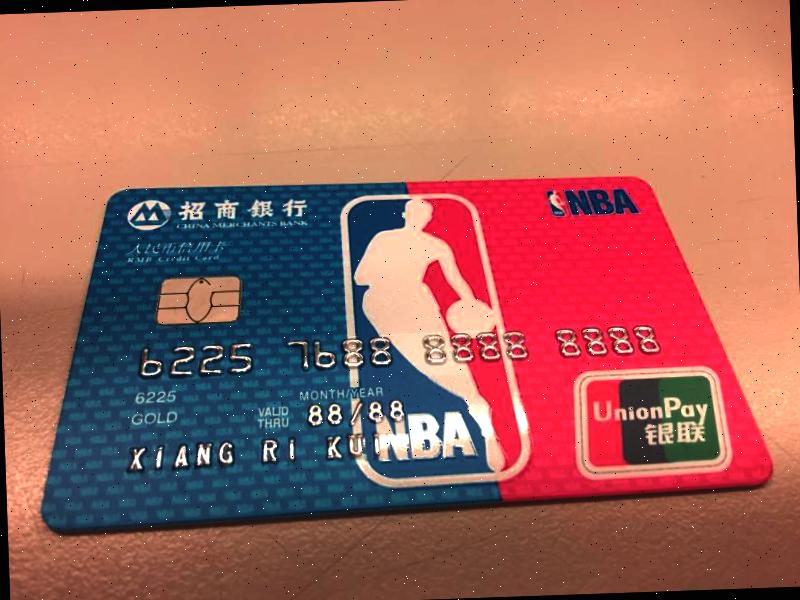 招商银行
CHINA MERCHANTS BANK
人民币信用卡
RMB Credit Card
NBA
6225 7688 8888 8888
6225
GOLD
MONTH/YEAR
VALID THRU 88/88
XIANG RI KUI
NBA
UnionPay
银联